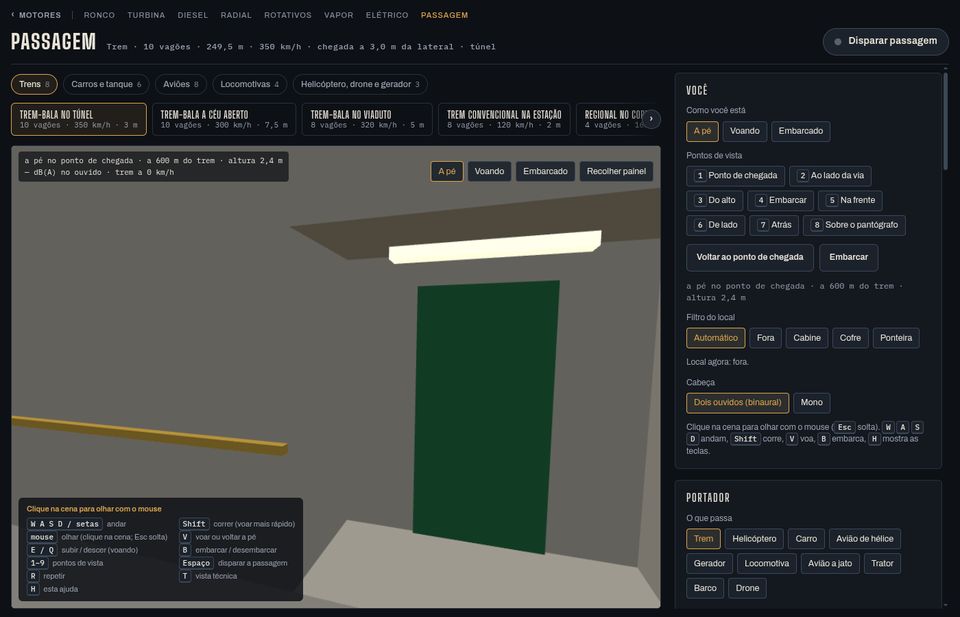 ‹ MOTORES RONCO TURBINA DIESEL RADIAL ROTATIVOS VAPOR ELÉTRICO PASSAGEM
PASSAGEM Trem · 10 vagões · 249,5 m · 350 km/h · chegada a 3,0 m da lateral · túnel
Disparar passagem
Trens 8 Carros e tanque 6 Aviões 8 Locomotivas 4 Helicóptero, drone e gerador 3
TREM-BALA NO TÚNEL
10 vagões · 350 km/h · 3 m
TREM-BALA A CÉU ABERTO
10 vagões · 300 km/h · 7,5 m
TREM-BALA NO VIADUTO
8 vagões · 320 km/h · 5 m
TREM CONVENCIONAL NA ESTAÇÃO
8 vagões · 120 km/h · 2 m
REGIONAL NO
4 vagões ·
›
a pé no ponto de chegada · a 600 m do trem · altura 2,4 m
— dB(A) no ouvido · trem a 0 km/h
A pé Voando Embarcado Recolher painel
Clique na cena para olhar com o mouse
W A S D / setas andar
mouse olhar (clique na cena; Esc solta)
E / Q subir / descer (voando)
1–9 pontos de vista
R repetir
H esta ajuda
Shift correr (voar mais rápido)
V voar ou voltar a pé
B embarcar / desembarcar
Espaço disparar a passagem
T vista técnica
VOCÊ
Como você está
A pé Voando Embarcado
Pontos de vista
1 Ponto de chegada 2 Ao lado da via
3 Do alto 4 Embarcar 5 Na frente
6 De lado 7 Atrás 8 Sobre o pantógrafo
Voltar ao ponto de chegada Embarcar
a pé no ponto de chegada · a 600 m do trem ·
altura 2,4 m
Filtro do local
Automático Fora Cabine Cofre Ponteira
Local agora: fora.
Cabeça
Dois ouvidos (binaural) Mono
Clique na cena para olhar com o mouse (Esc solta). W A S
D andam, Shift corre, V voa, B embarca, H mostra as
teclas.
PORTADOR
O que passa
Trem Helicóptero Carro Avião de hélice
Gerador Locomotiva Avião a jato Trator
Barco Drone